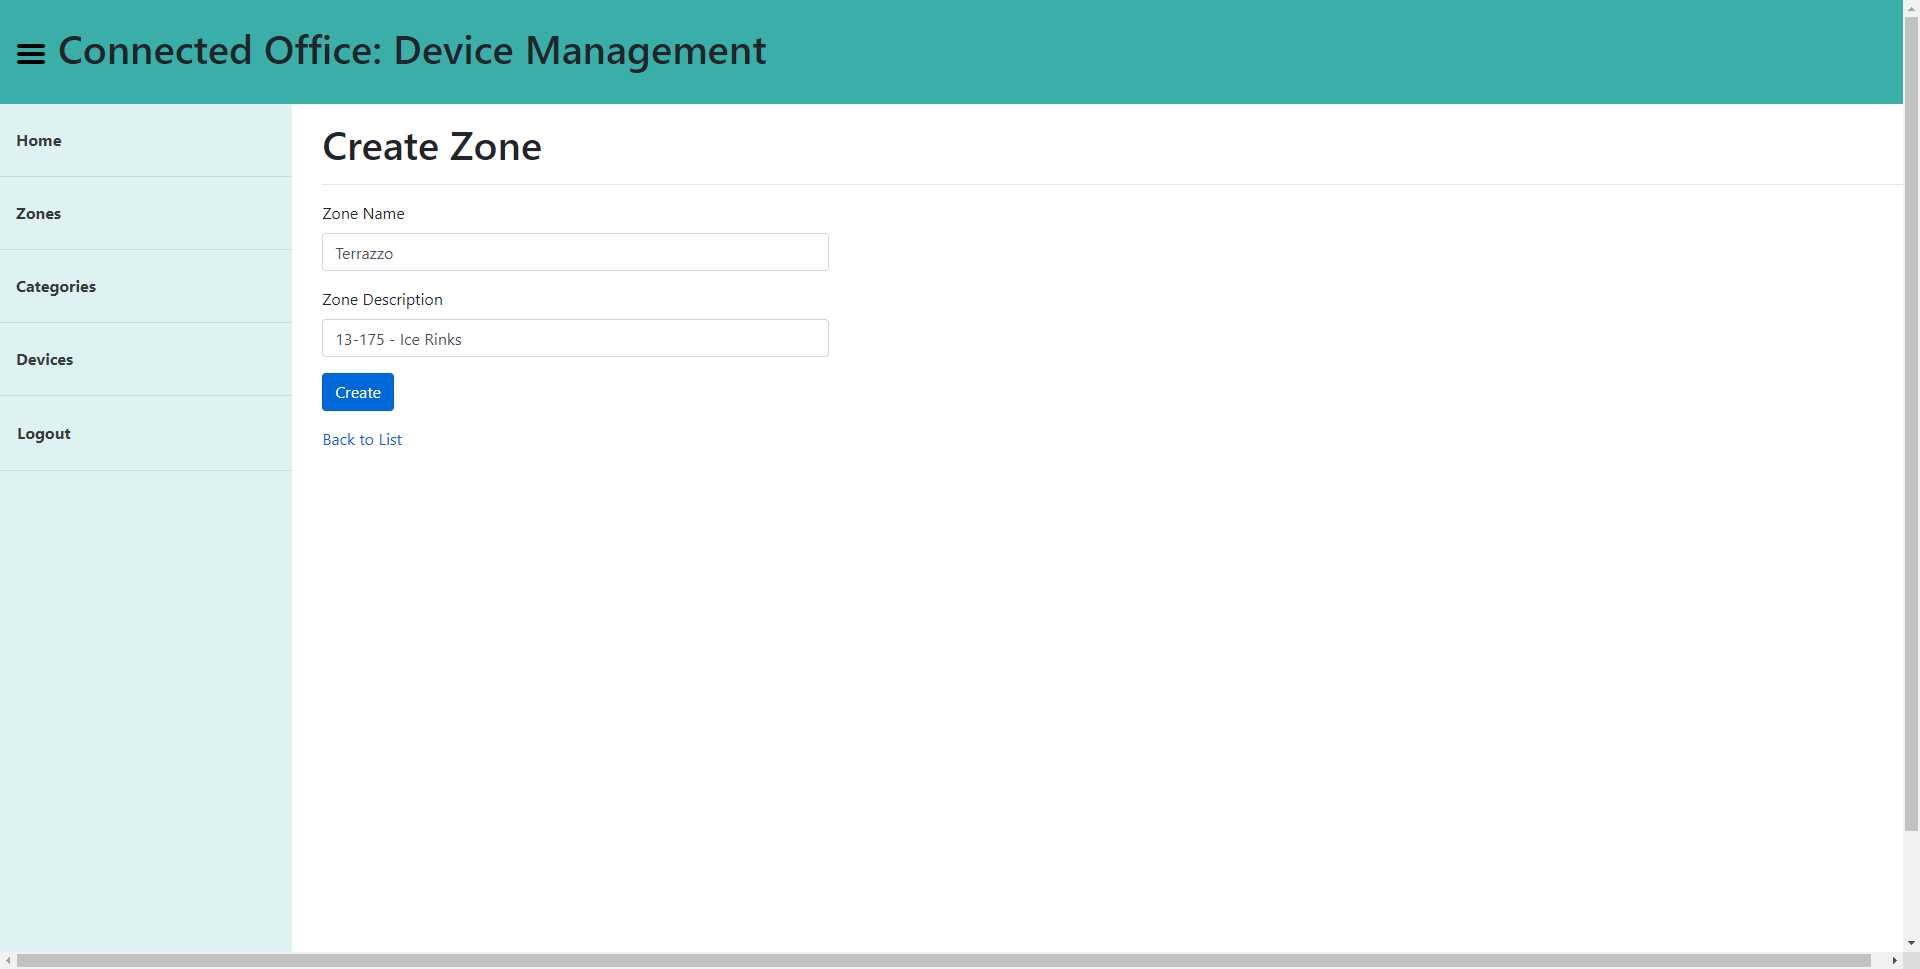 Connected Office: Device Management
Home
Zones
Categories
Devices
Logout
Create Zone
Zone Name
Terrazzo
Zone Description
13-175 - Ice Rinks
Create
Back to List